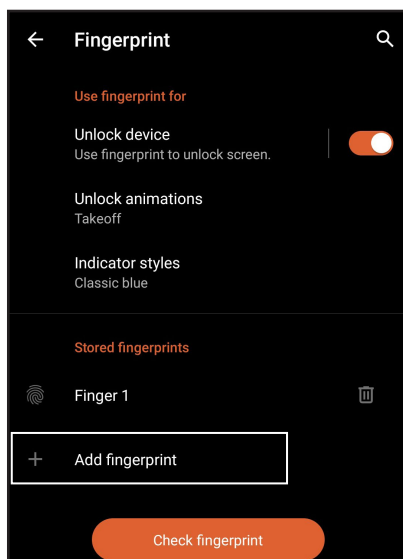 Fingerprint
Use fingerprint for
Unlock device
Use fingerprint to unlock screen.
Unlock animations
Takeoff
Indicator styles
Classic blue
Stored fingerprints
Finger 1
Add fingerprint
Check fingerprint